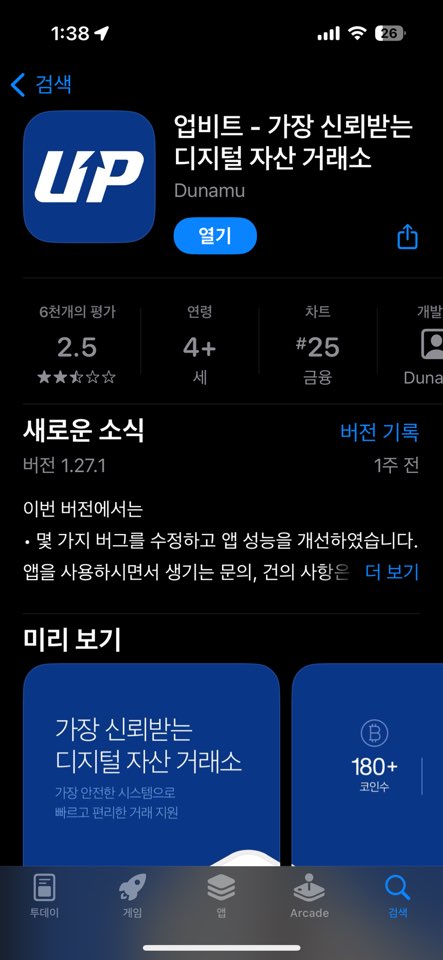 1:38
26
검색
UP
업비트 - 가장 신뢰받는
디지털 자산 거래소
Dunamu
열기
6천개의 평가
2.5
연령
4+
세
차트
#25
금융
개발
Duna
새로운 소식
버전 기록
버전 1.27.1
1주 전
이번 버전에서는
• 몇 가지 버그를 수정하고 앱 성능을 개선하였습니다.
앱을 사용하시면서 생기는 문의, 건의 사항은
더 보기
미리 보기
가장 신뢰받는
디지털 자산 거래소
가장 안전한 시스템으로
빠르고 편리한 거래 지원
180+
코인수
투데이
게임
앱
Arcade
검색